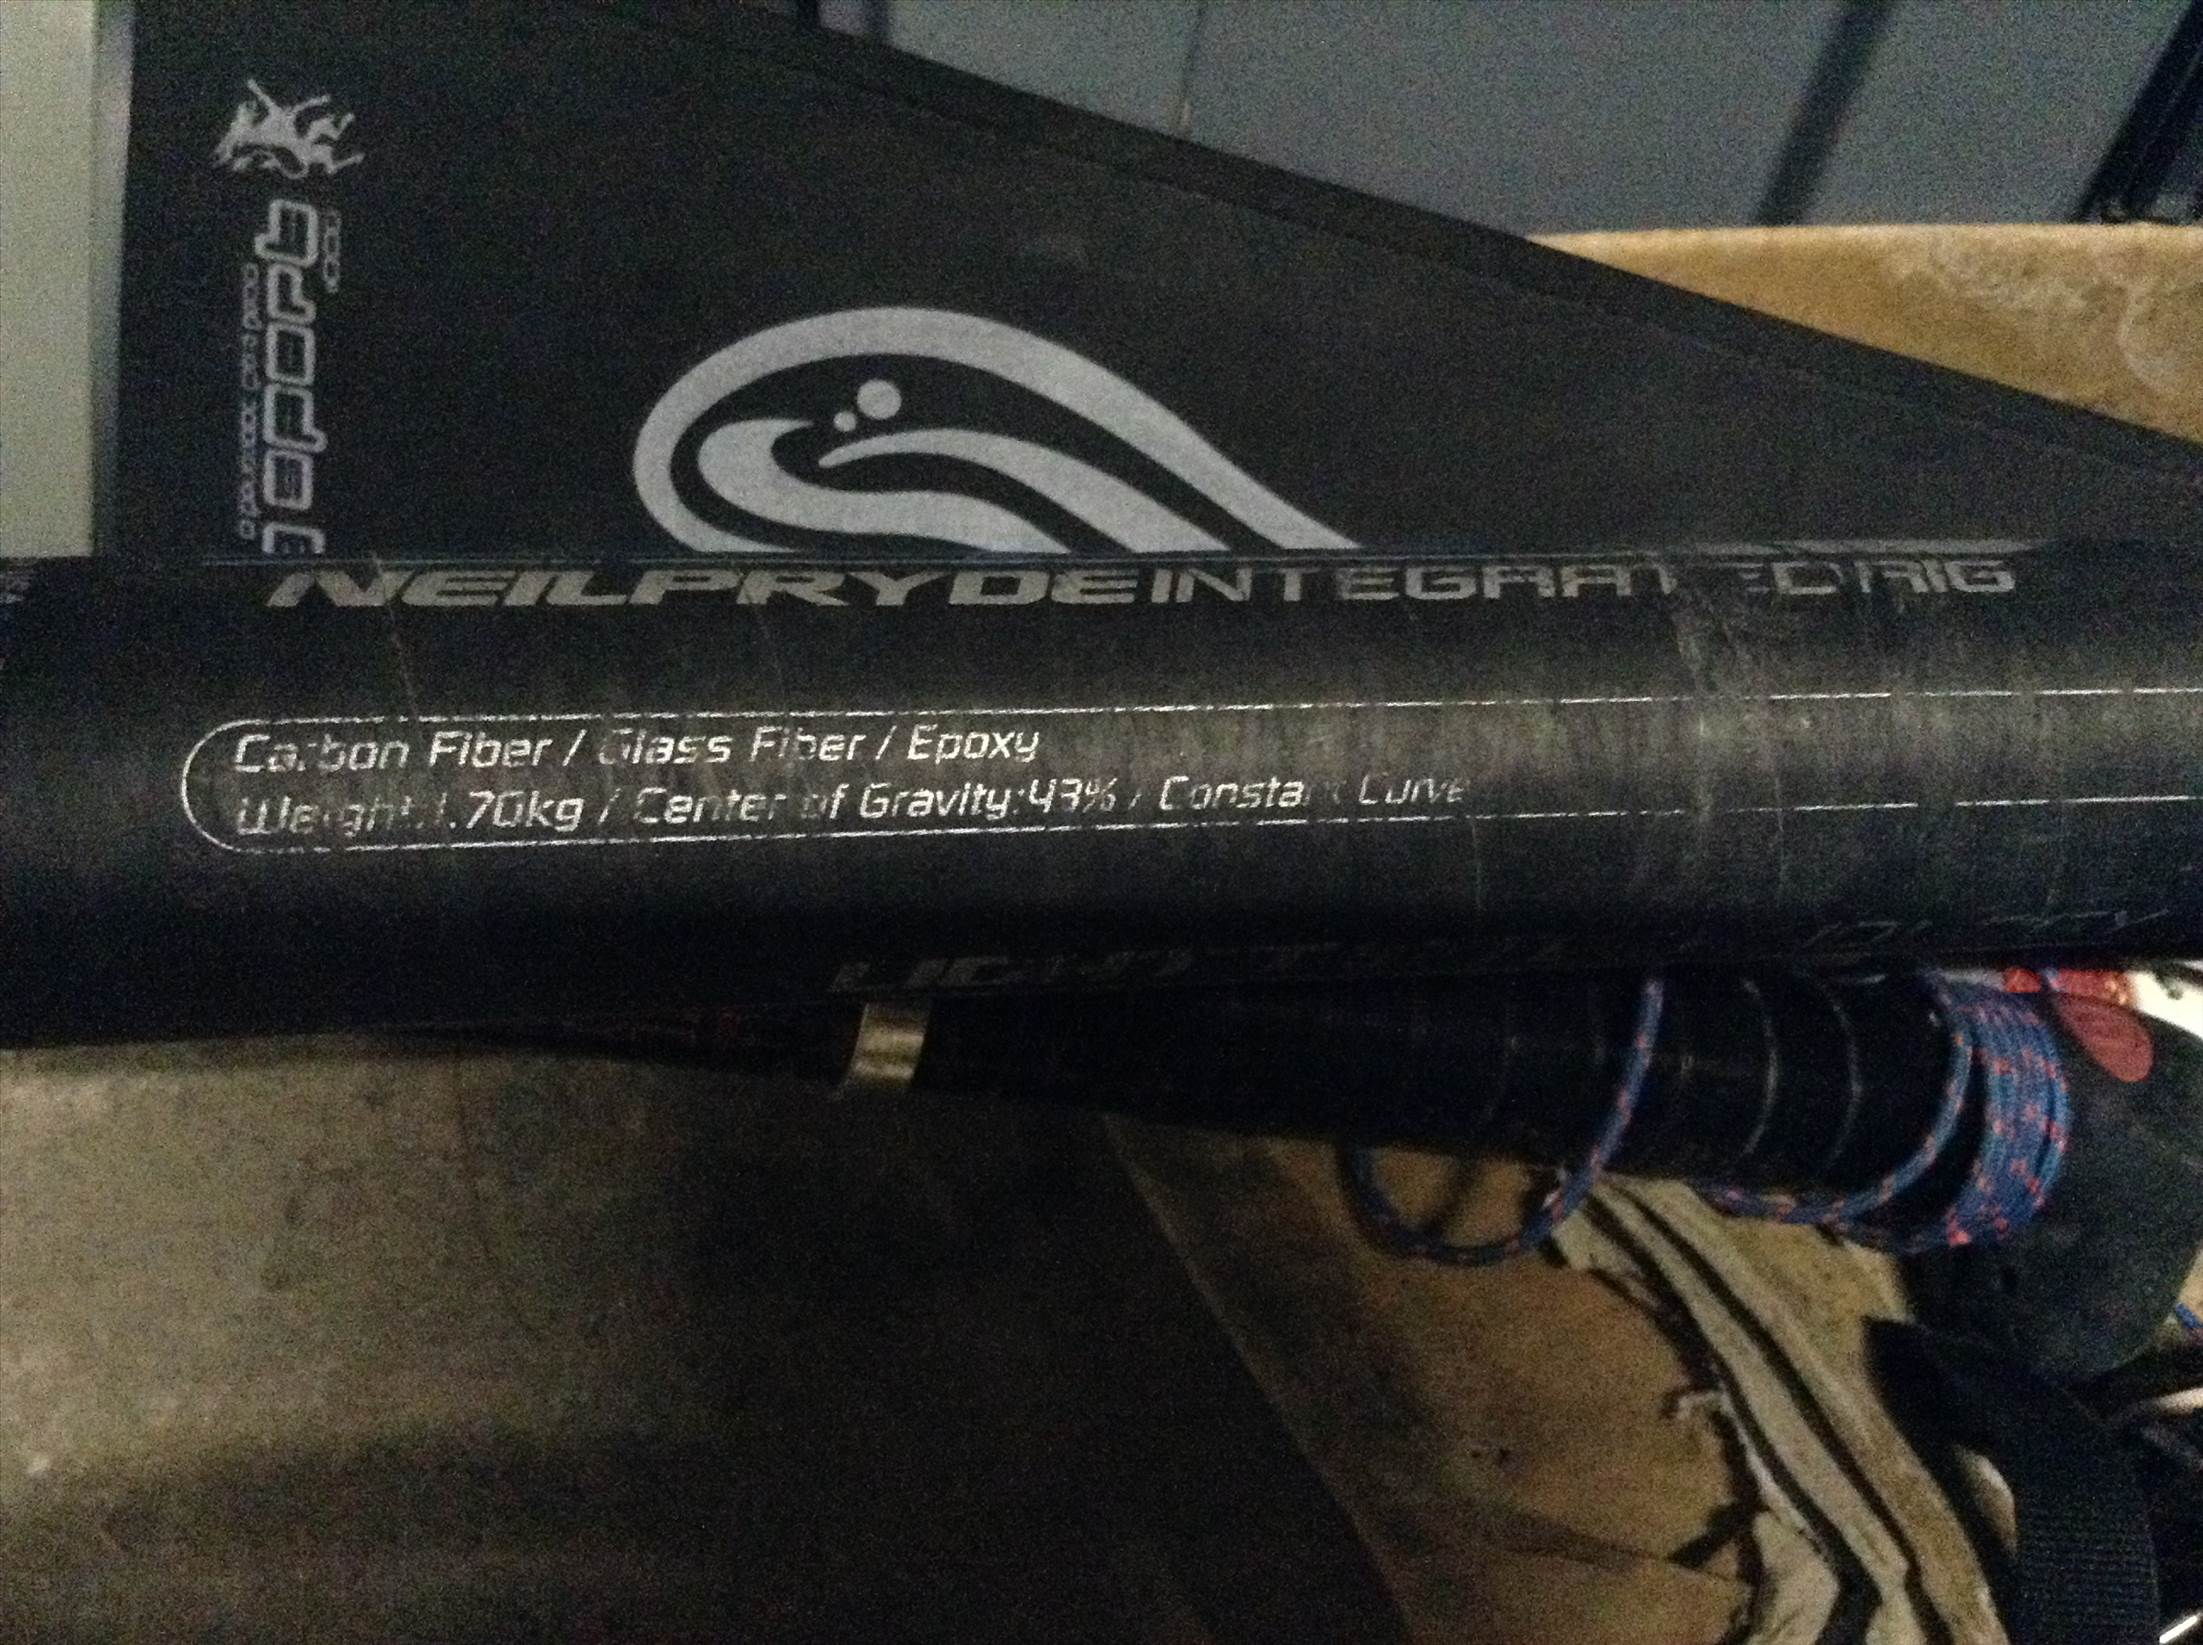 NEILPRYDE INTEGRATED RIG
Carbon Fiber / Glass Fiber / Epoxy
Weight:1.70kg / Center of Gravity:43% / Constant Curve